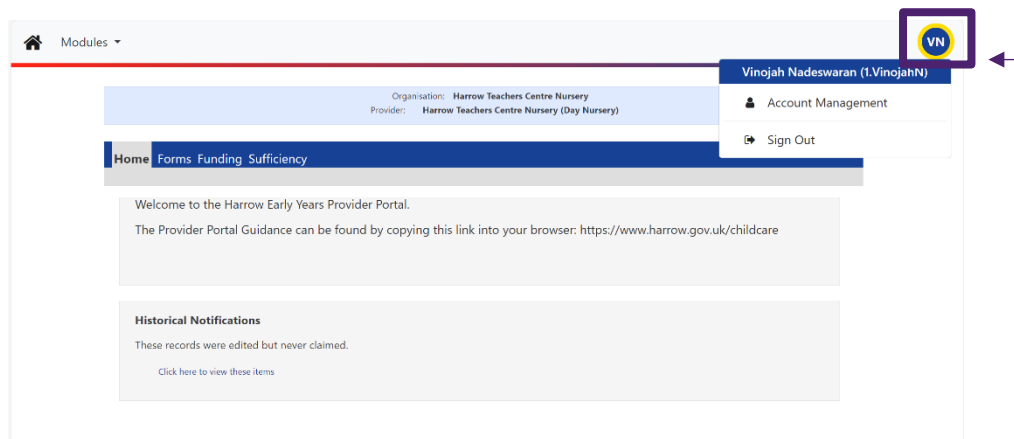 Modules
VN
Vinojah Nadeswaran (1.VinojahN)
Account Management
Sign Out
Organisation: Harrow Teachers Centre Nursery
Provider: Harrow Teachers Centre Nursery (Day Nursery)
Home Forms Funding Sufficiency
Welcome to the Harrow Early Years Provider Portal.
The Provider Portal Guidance can be found by copying this link into your browser: https://www.harrow.gov.uk/childcare
Historical Notifications
These records were edited but never claimed.
Click here to view these items